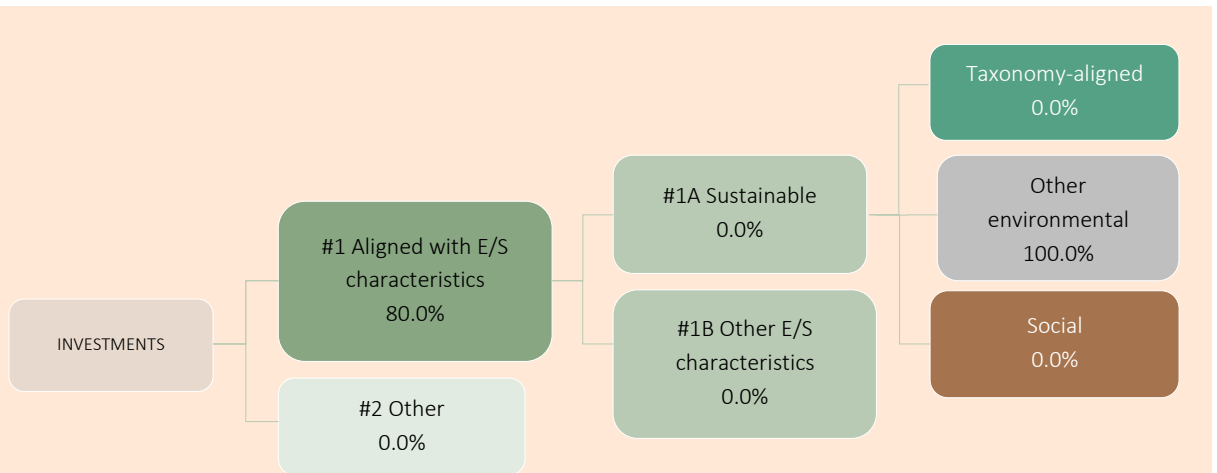 INVESTMENTS
#1 Aligned with E/S
characteristics
80.0%
#2 Other
0.0%
#1A Sustainable
0.0%
#1B Other E/S
characteristics
0.0%
Taxonomy-aligned
0.0%
Other
environmental
100.0%
Social
0.0%